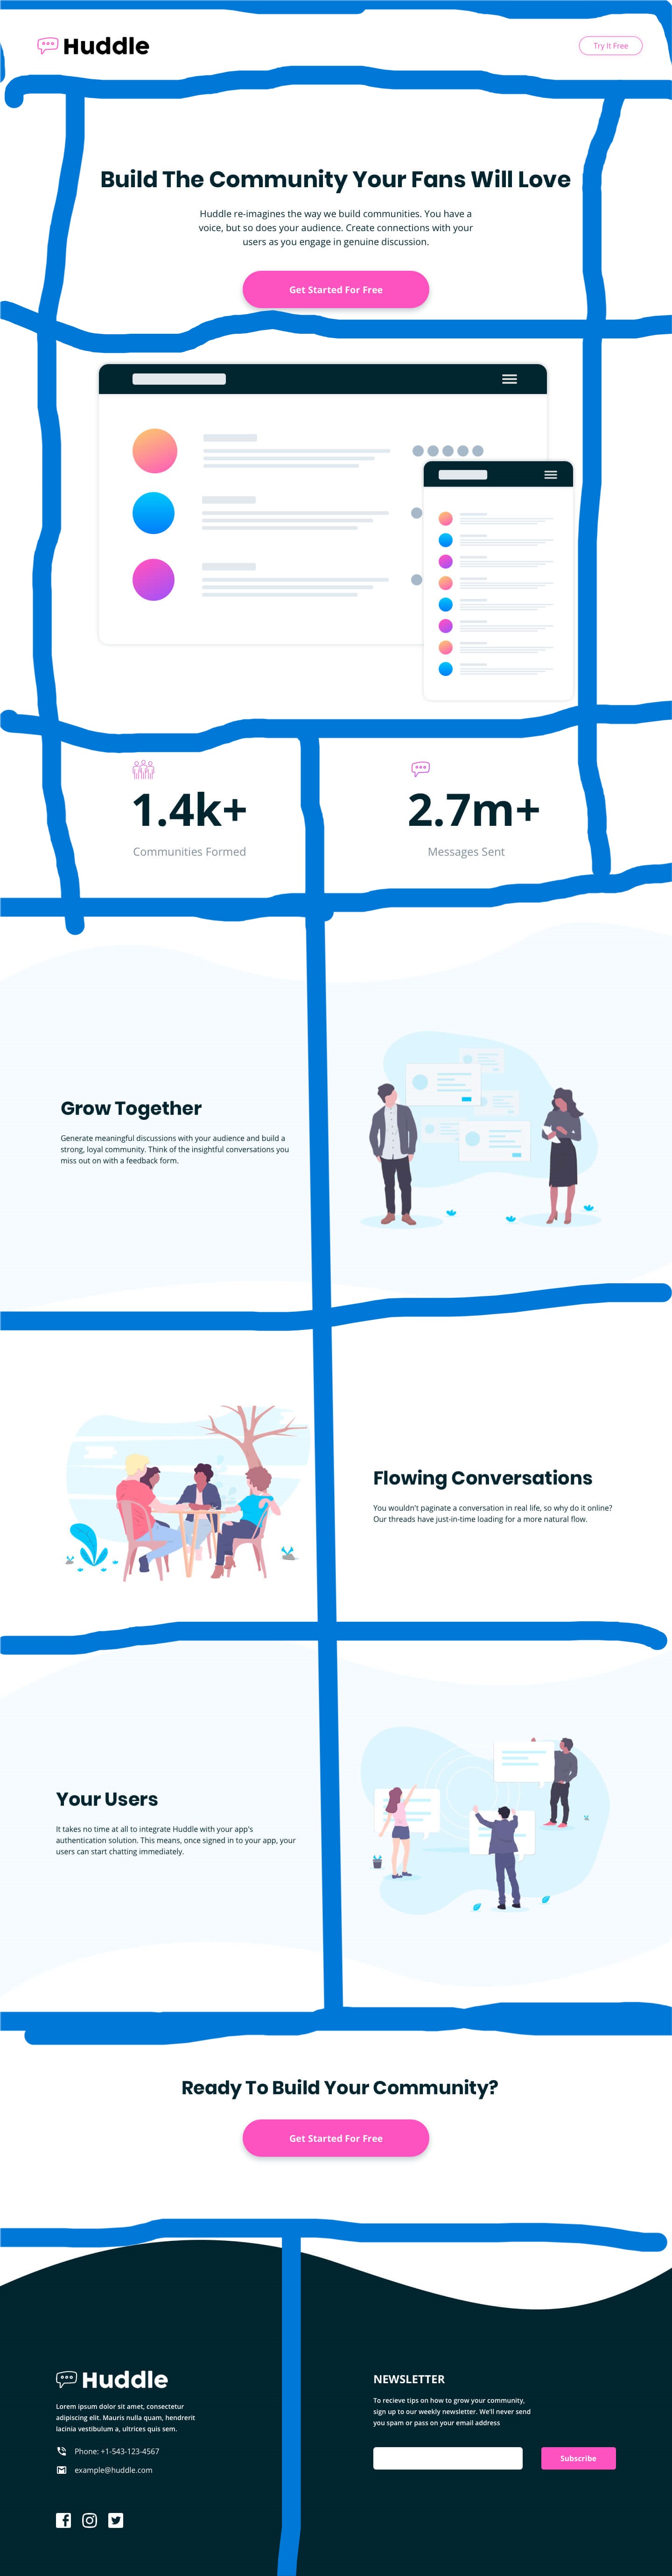 Huddle
Try It Free
Build The Community Your Fans Will Love
Huddle re-imagines the way we build communities. You have a
voice, but so does your audience. Create connections with your
users as you engage in genuine discussion.
Get Started For Free
1.4k+
Communities Formed
2.7m+
Messages Sent
Grow Together
Generate meaningful discussions with your audience and build a
strong, loyal community. Think of the insightful conversations you
miss out on with a feedback form.
Flowing Conversations
You wouldn't paginate a conversation in real life, so why do it online?
Our threads have just-in-time loading for a more natural flow.
Your Users
It takes no time at all to integrate Huddle with your app's
authentication solution. This means, once signed in to your app, your
users can start chatting immediately.
Ready To Build Your Community?
Get Started For Free
Huddle
Lorem ipsum dolor sit amet, consectetur
adipiscing elit. Mauris nulla quam, hendrerit
lacinia vestibulum a, ultrices quis sem.
Phone: +1-543-123-4567
example@huddle.com
NEWSLETTER
To recieve tips on how to grow your community,
sign up to our weekly newsletter. We'll never send
you spam or pass on your email address
Subscribe